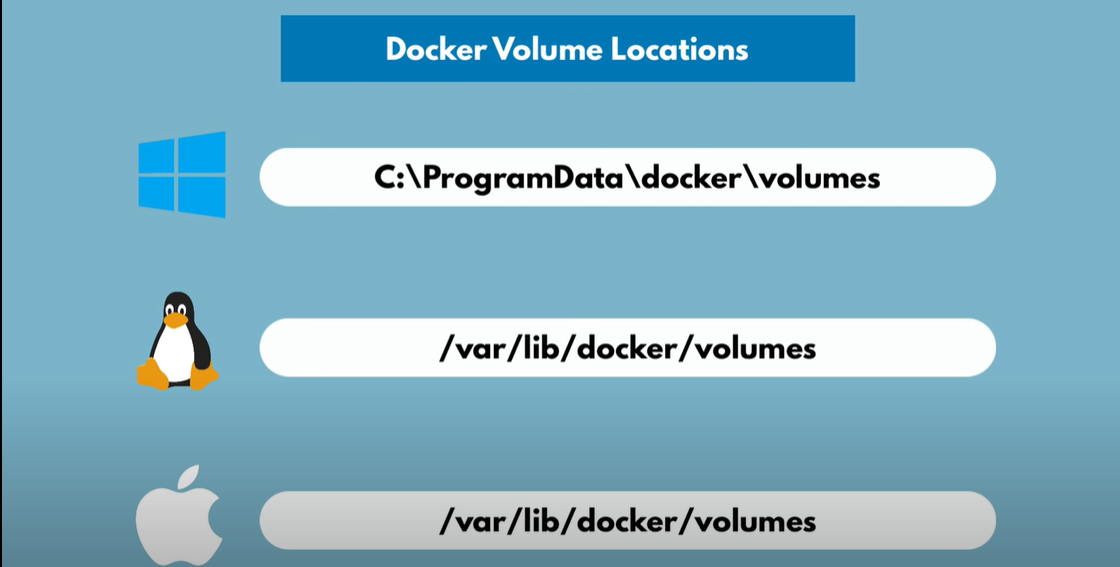 Docker Volume Locations
C:\ProgramData\docker\volumes
/var/lib/docker/volumes
/var/lib/docker/volumes